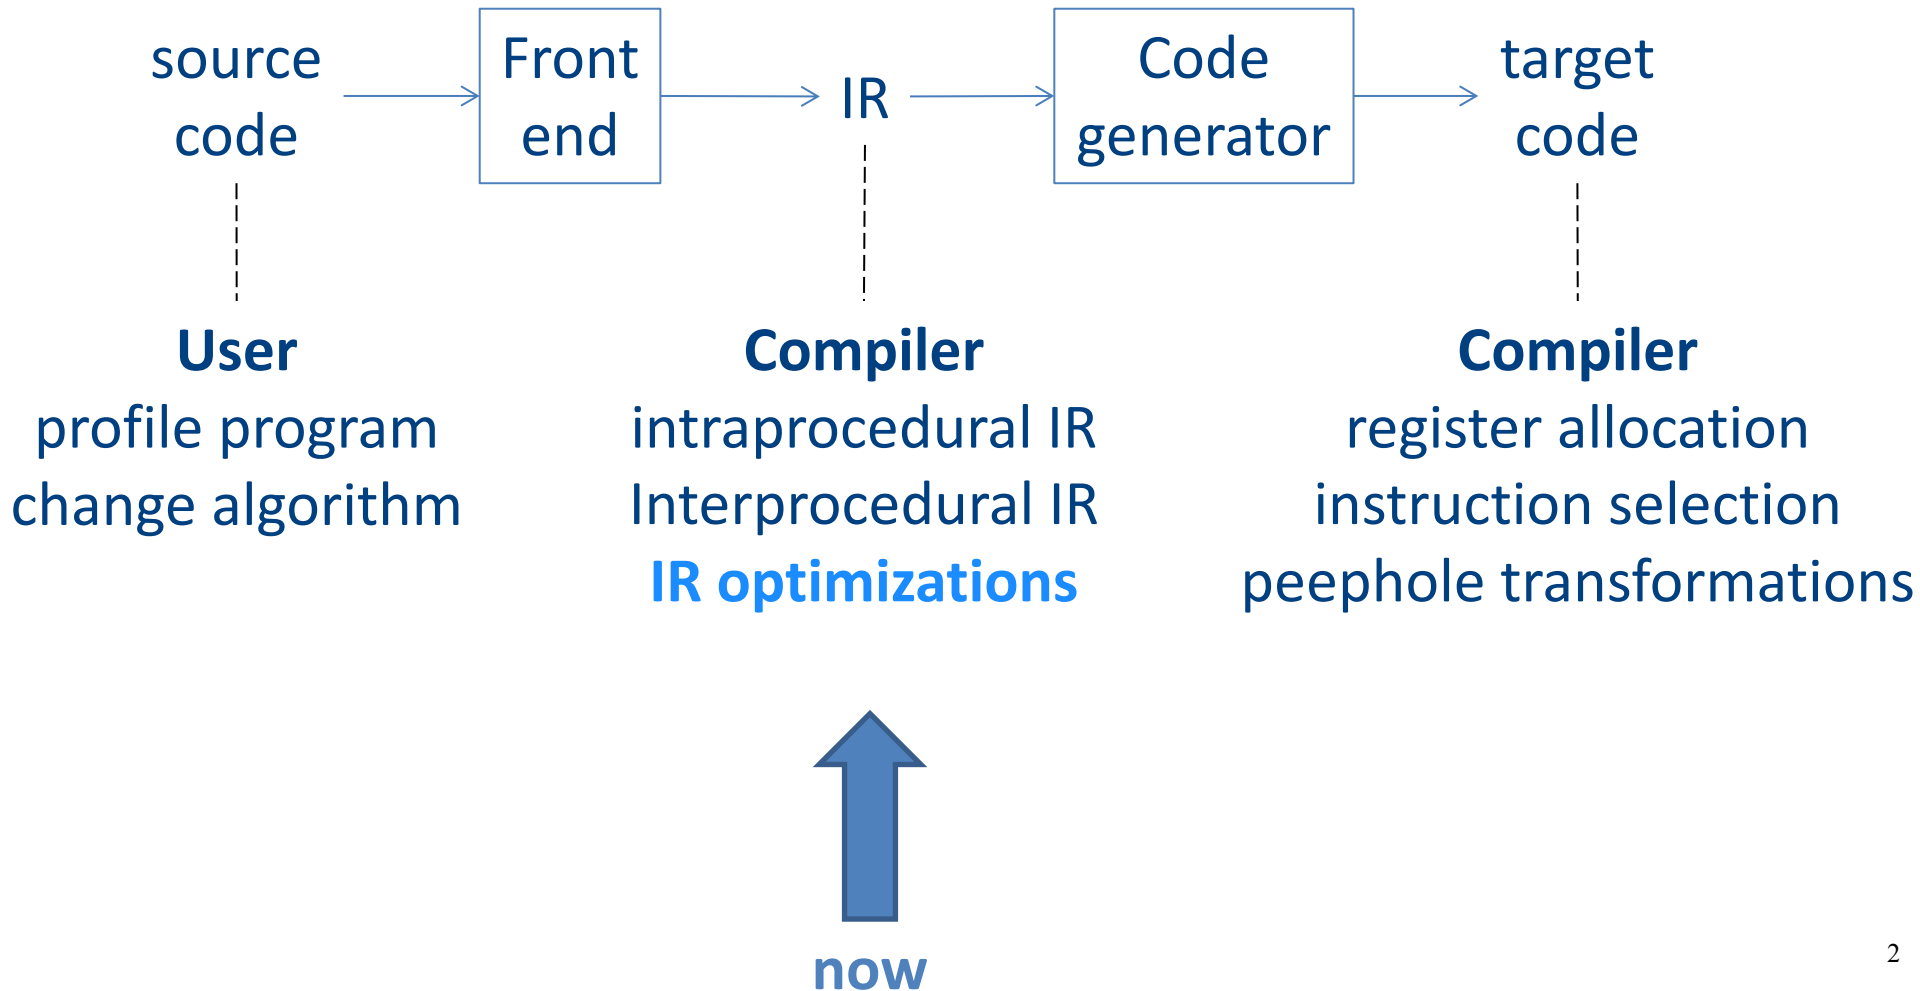 source
code
Front
end
IR
Code
generator
target
code
User
profile program
change algorithm
Compiler
intraprocedural IR
Interprocedural IR
IR optimizations
Compiler
register allocation
instruction selection
peephole transformations
now
2